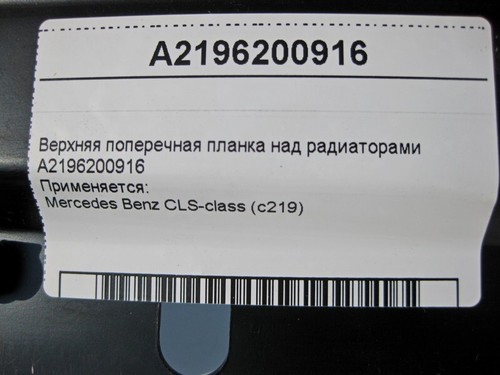 A2196200916
Верхняя поперечная планка над радиаторами
A2196200916
Применяется:
Mercedes Benz CLS-class (c219)